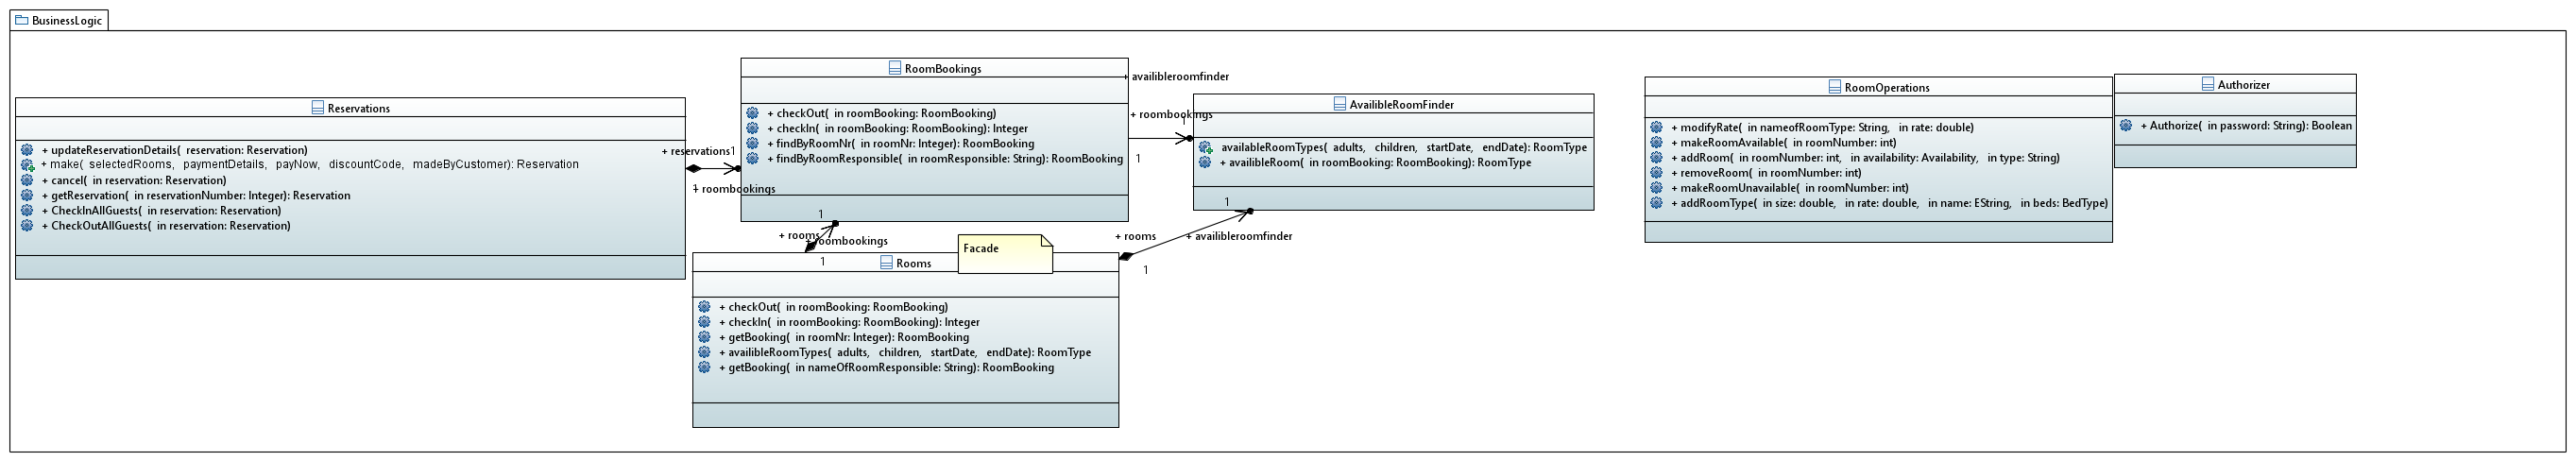 BusinessLogic
Reservations
+ updateReservationDetails( reservation: Reservation)
+ make( selectedRooms, paymentDetails, payNow, discountCode, madeByCustomer): Reservation
+ cancel( in reservation: Reservation)
+ getReservation( in reservationNumber: Integer): Reservation
+ CheckInAllGuests( in reservation: Reservation)
+ CheckOutAllGuests( in reservation: Reservation)
+ reservations
1
1
+ roombookings
RoomBookings
+ checkOut( in roomBooking: RoomBooking)
+ checkIn( in roomBooking: RoomBooking): Integer
+ findByRoomNr( in roomNr: Integer): RoomBooking
+ findByRoomResponsible( in roomResponsible: String): RoomBooking
+ availibleroomfinder
+ roombookings
1
1
AvailibleRoomFinder
availableRoomTypes( adults, children, startDate, endDate): RoomType
+ availibleRoom( in roomBooking: RoomBooking): RoomType
1
+ rooms
+ roombookings
1
Facade
1
+ rooms
+ availibleroomfinder
1
Rooms
+ checkOut( in roomBooking: RoomBooking)
+ checkIn( in roomBooking: RoomBooking): Integer
+ getBooking( in roomNr: Integer): RoomBooking
+ availibleRoomTypes( adults, children, startDate, endDate): RoomType
+ getBooking( in nameOfRoomResponsible: String): RoomBooking
RoomOperations
+ modifyRate( in nameofRoomType: String, in rate: double)
+ makeRoomAvailable( in roomNumber: int)
+ addRoom( in roomNumber: int, in availability: Availability, in type: String)
+ removeRoom( in roomNumber: int)
+ makeRoomUnavailable( in roomNumber: int)
+ addRoomType( in size: double, in rate: double, in name: EString, in beds: BedType)
Authorizer
+ Authorize( in password: String): Boolean